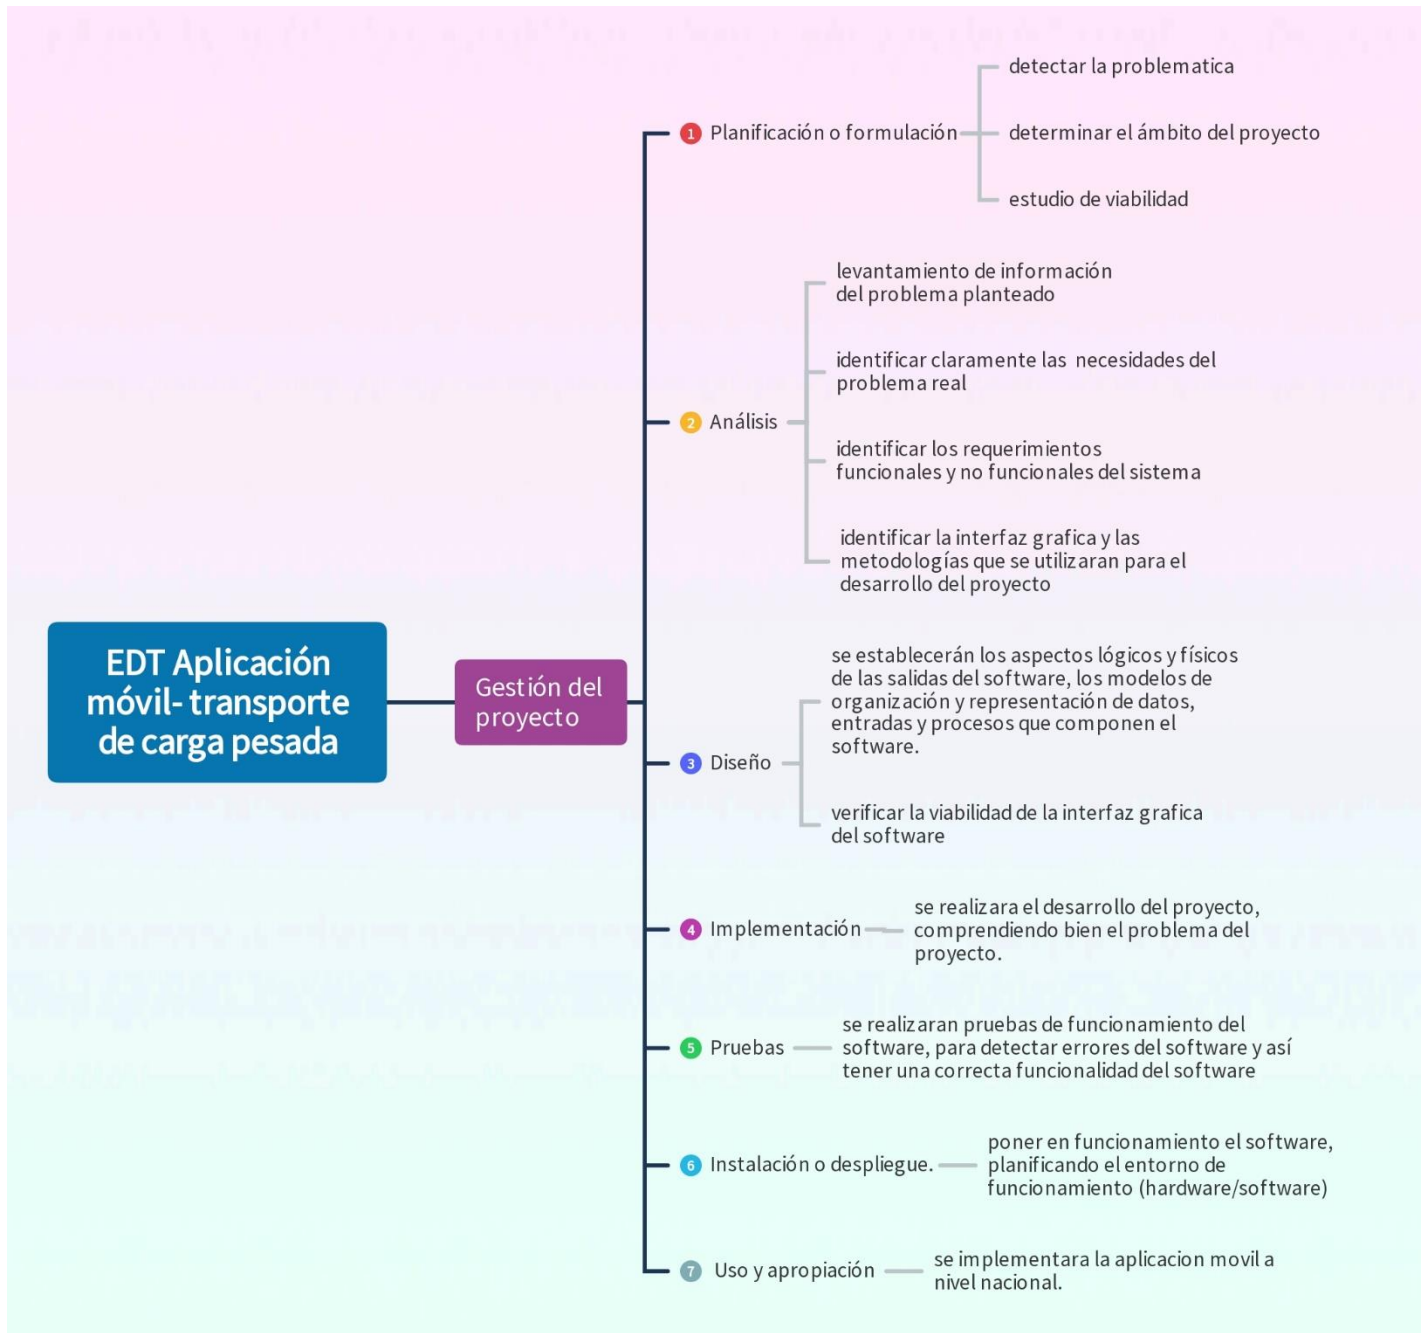 EDT Aplicación
móvil- transporte
de carga pesada
Gestión del
proyecto
1 Planificación o formulación
detectar la problematica
determinar el ámbito del proyecto
estudio de viabilidad
2 Análisis
levantamiento de información
del problema planteado
identificar claramente las necesidades del
problema real
identificar los requerimientos
funcionales y no funcionales del sistema
identificar la interfaz grafica y las
metodologías que se utilizaran para el
desarrollo del proyecto
3 Diseño
se establecerán los aspectos lógicos y físicos
de las salidas del software, los modelos de
organización y representación de datos,
entradas y procesos que componen el
software.
verificar la viabilidad de la interfaz grafica
del software
4 Implementación
se realizara el desarrollo del proyecto,
comprendiendo bien el problema del
proyecto.
5 Pruebas
se realizaran pruebas de funcionamiento del
software, para detectar errores del software y así
tener una correcta funcionalidad del software
6 Instalación o despliegue.
poner en funcionamiento el software,
planificando el entorno de
funcionamiento (hardware/software)
7 Uso y apropiación
se implementara la aplicacion movil a
nivel nacional.